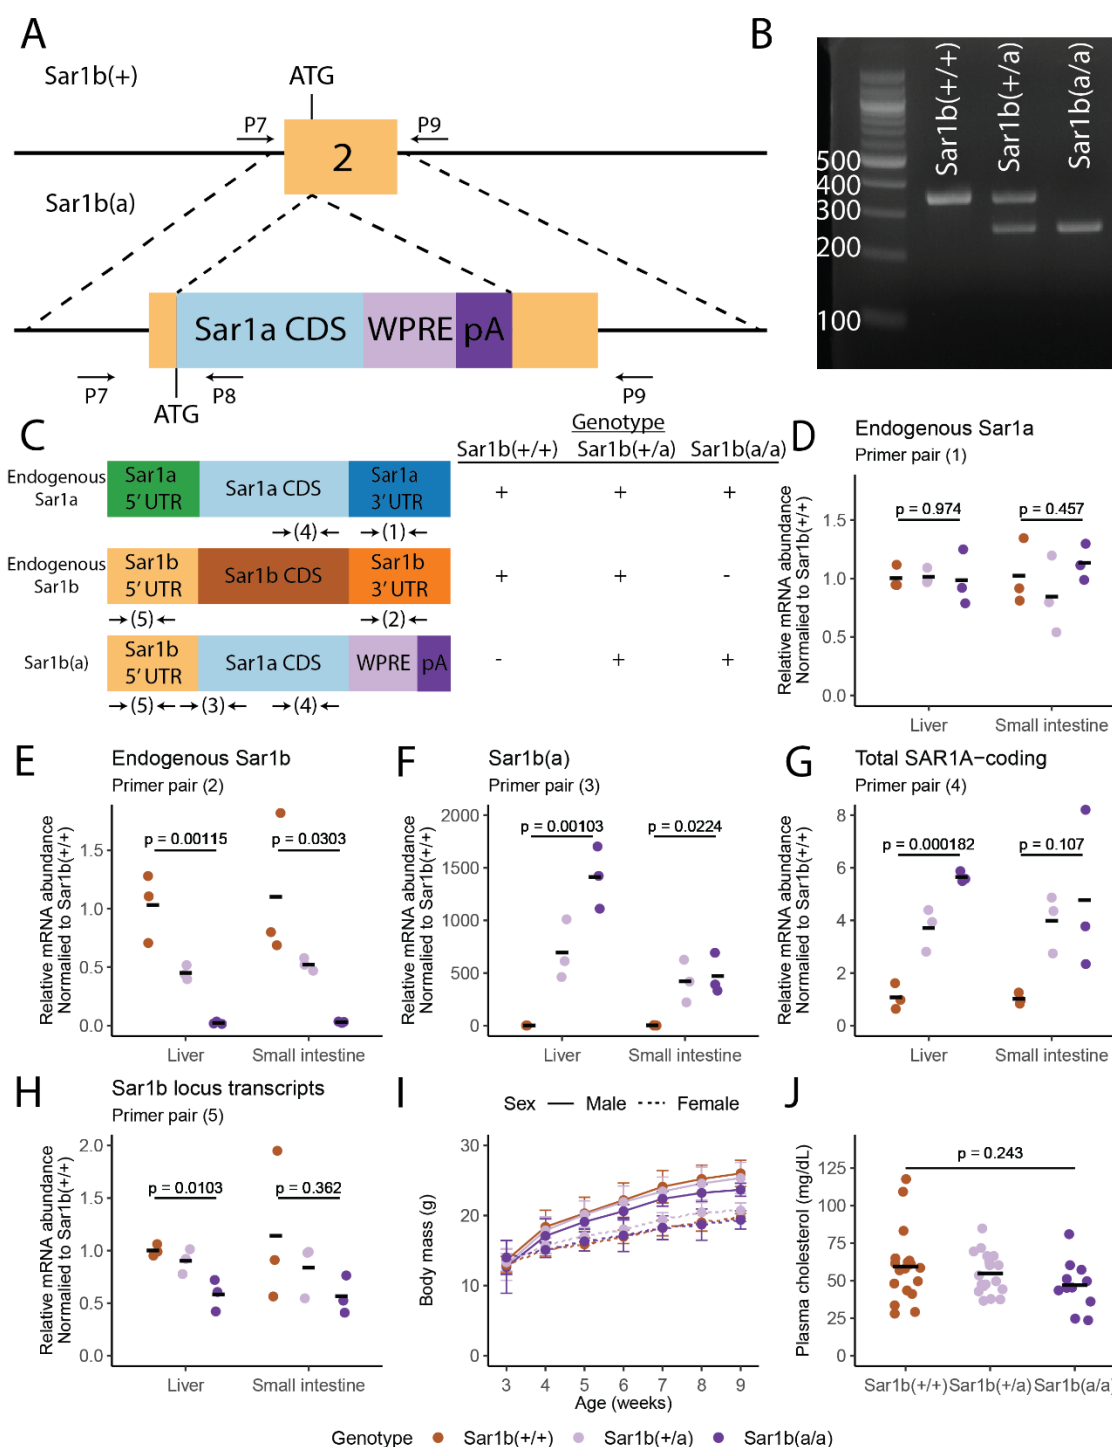 A
Sar1b(+)
ATG
P7
P9
2
Sar1b(a)
Sar1a CDS
WPRE
pA
P7
ATG
P8
P9
B
Sar1b(+/+)
Sar1b(+/a)
Sar1b(a/a)
500
400
300
200
100
C
Genotype
Sar1b(+/+) Sar1b(+/a) Sar1b(a/a)
Endogenous
Sar1a
Sar1a
5' UTR
Sar1a CDS
Sar1a
3' UTR
+ + +
(4) (1)
Endogenous
Sar1b
Sar1b
5' UTR
Sar1b CDS
Sar1b
3' UTR
+ + -
(5) (2)
Sar1b(a)
Sar1b
5' UTR
Sar1a CDS
WPRE
pA
- + +
(5) (3) (4)
D
Endogenous Sar1a
Primer pair (1)
Relative mRNA abundance
Normalied to Sar1b(+/+)
1.5
1.0
0.5
0.0
p = 0.974
p = 0.457
Liver Small intestine
E
Endogenous Sar1b
Primer pair (2)
Relative mRNA abundance
Normalied to Sar1b(+/+)
1.5
1.0
0.5
0.0
p = 0.00115
p = 0.0303
Liver Small intestine
F
Sar1b(a)
Primer pair (3)
Relative mRNA abundance
Normalied to Sar1b(+/+)
2000
1500
1000
500
0
p = 0.00103
p = 0.0224
Liver Small intestine
G
Total SAR1A−coding
Primer pair (4)
Relative mRNA abundance
Normalied to Sar1b(+/+)
8
6
4
2
0
p = 0.000182
p = 0.107
Liver Small intestine
H
Sar1b locus transcripts
Primer pair (5)
Relative mRNA abundance
Normalied to Sar1b(+/+)
2.0
1.5
1.0
0.5
0.0
p = 0.0103
p = 0.362
Liver Small intestine
I
Sex Male Female
Body mass (g)
30
20
10
0
3 4 5 6 7 8 9
Age (weeks)
J
Plasma cholesterol (mg/dL)
125
100
75
50
25
0
p = 0.243
Sar1b(+/+) Sar1b(+/a) Sar1b(a/a)
Genotype Sar1b(+/+) Sar1b(+/a) Sar1b(a/a)